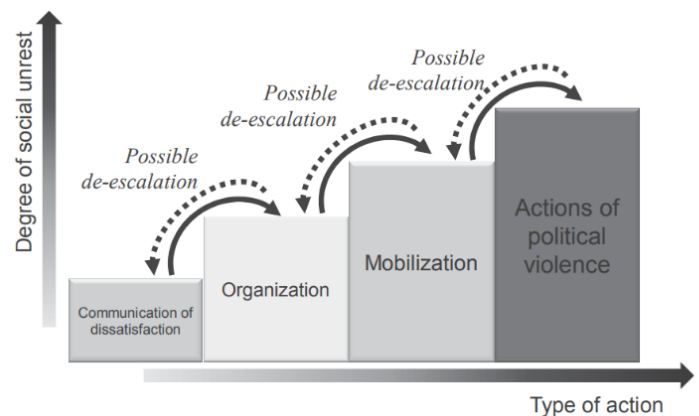 Possible
de-escalation
Possible
de-escalation
Possible
de-escalation
Degree of social unrest
Communication of
dissatisfaction
Organization
Mobilization
Actions of
political
violence
Type of action